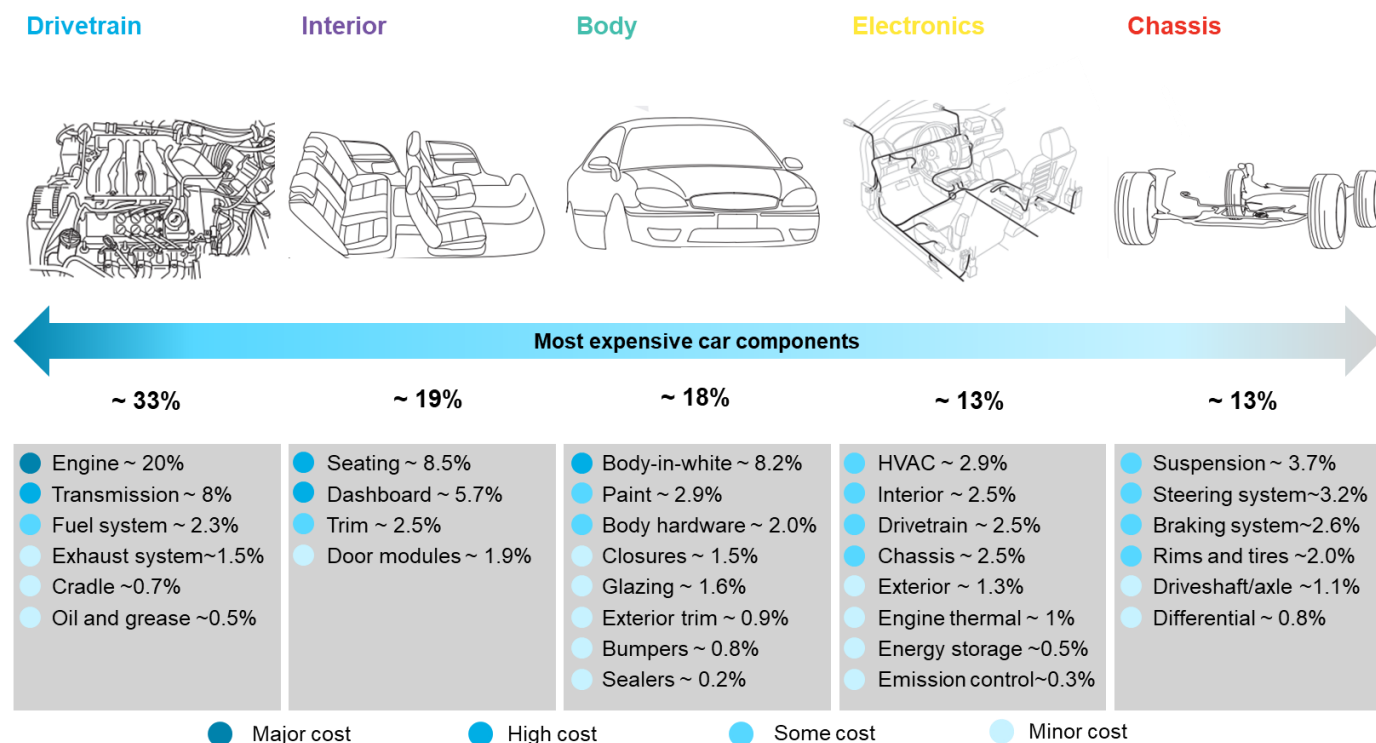 Drivetrain
Interior
Body
Electronics
Chassis
Most expensive car components
~ 33%
~ 19%
~ 18%
~ 13%
~ 13%
Engine ~ 20%
Transmission ~ 8%
Fuel system ~ 2.3%
Exhaust system~1.5%
Cradle ~0.7%
Oil and grease ~0.5%
Seating ~ 8.5%
Dashboard ~ 5.7%
Trim ~ 2.5%
Door modules ~ 1.9%
Body-in-white ~ 8.2%
Paint ~ 2.9%
Body hardware ~ 2.0%
Closures ~ 1.5%
Glazing ~ 1.6%
Exterior trim ~ 0.9%
Bumpers ~ 0.8%
Sealers ~ 0.2%
HVAC ~ 2.9%
Interior ~ 2.5%
Drivetrain ~ 2.5%
Chassis ~ 2.5%
Exterior ~ 1.3%
Engine thermal ~ 1%
Energy storage ~0.5%
Emission control~0.3%
Suspension ~ 3.7%
Steering system~3.2%
Braking system~2.6%
Rims and tires ~2.0%
Driveshaft/axle ~1.1%
Differential ~ 0.8%
Major cost
High cost
Some cost
Minor cost